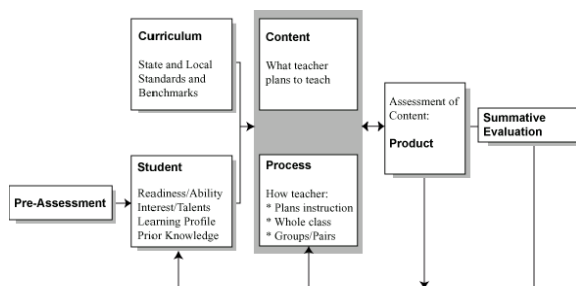 Curriculum
State and Local
Standards and
Benchmarks
Content
What teacher
plans to teach
Assessment of
Content:
Product
Summative
Evaluation
Pre-Assessment
Student
Readiness/Ability
Interest/Talents
Learning Profile
Prior Knowledge
Process
How teacher:
* Plans instruction
* Whole class
* Groups/Pairs